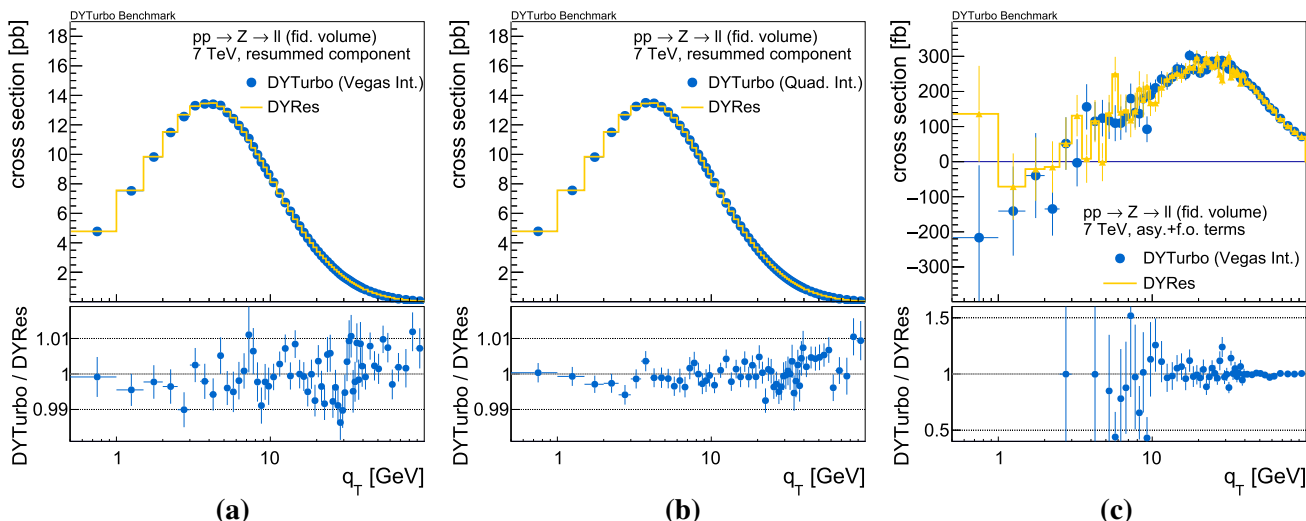 DYTurbo Benchmark
cross section [pb]
18
16
14
12
10
8
6
4
2
pp → Z → ll (fid. volume)
7 TeV, resummed component
DYTurbo (Vegas Int.)
DYRes
DYTurbo / DYRes
1.01
1
0.99
1
10
q_T [GeV]
(a)
DYTurbo Benchmark
cross section [pb]
18
16
14
12
10
8
6
4
2
pp → Z → ll (fid. volume)
7 TeV, resummed component
DYTurbo (Quad. Int.)
DYRes
DYTurbo / DYRes
1.01
1
0.99
1
10
q_T [GeV]
(b)
DYTurbo Benchmark
cross section [fb]
300
200
100
0
−100
−200
−300
pp → Z → ll (fid. volume)
7 TeV, asy.+f.o. terms
DYTurbo (Vegas Int.)
DYRes
DYTurbo / DYRes
1.5
1
0.5
1
10
q_T [GeV]
(c)